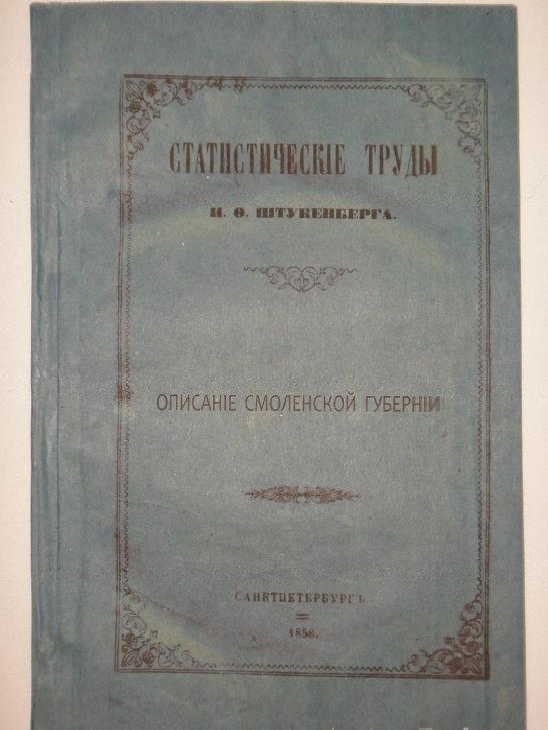 СТАТИСТИЧЕСКІЕ ТРУДЫ
И. Ѳ. ШТУКЕНБЕРГА.
ОПИСАНІЕ СМОЛЕНСКОЙ ГУБЕРНІИ
САНКТПЕТЕРБУРГЪ
1858.